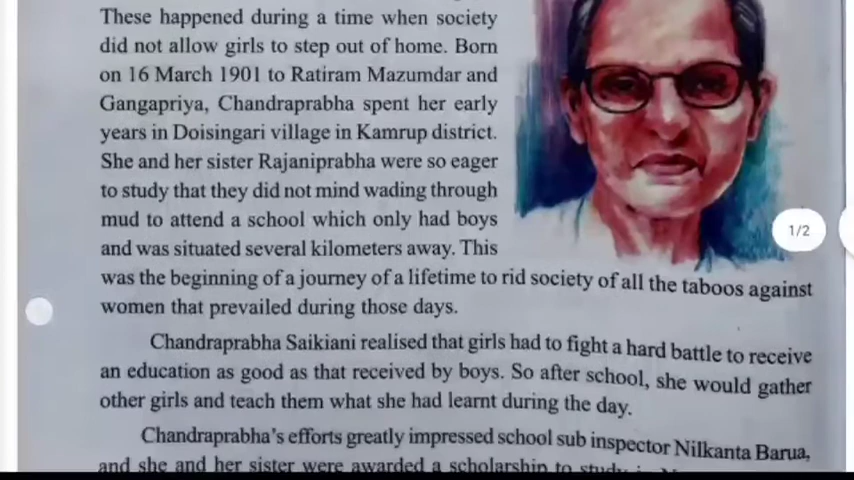 These happened during a time when society
did not allow girls to step out of home. Born
on 16 March 1901 to Ratiram Mazumdar and
Gangapriya, Chandraprabha spent her early
years in Doisingari village in Kamrup district.
She and her sister Rajaniprabha were so eager
to study that they did not mind wading through
mud to attend a school which only had boys
and was situated several kilometers away. This
was the beginning of a journey of a lifetime to rid society of all the taboos against
women that prevailed during those days.
Chandraprabha Saikiani realised that girls had to fight a hard battle to receive
an education as good as that received by boys. So after school, she would gather
other girls and teach them what she had learnt during the day.
Chandraprabha's efforts greatly impressed school sub inspector Nilkanta Barua,
and she and her sister were awarded a scholarship to study in
1/2